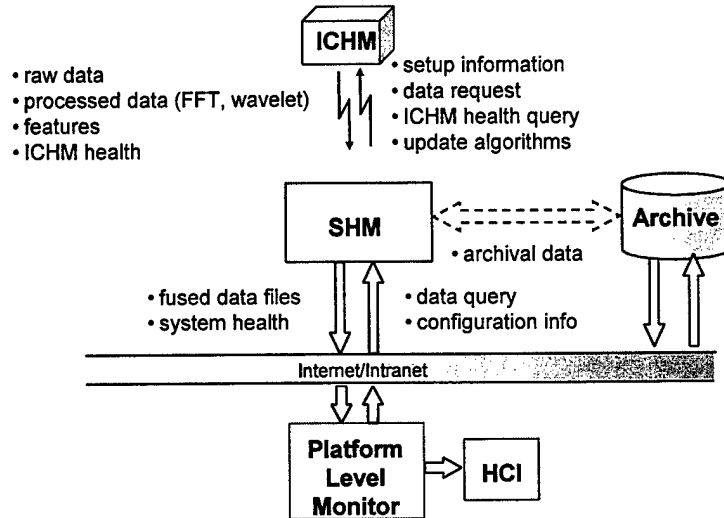 ICHM
• raw data
• processed data (FFT, wavelet)
• features
• ICHM health
• setup information
• data request
• ICHM health query
• update algorithms
SHM
Archive
• archival data
• fused data files
• system health
• data query
• configuration info
Internet/Intranet
Platform
Level
Monitor
HCI